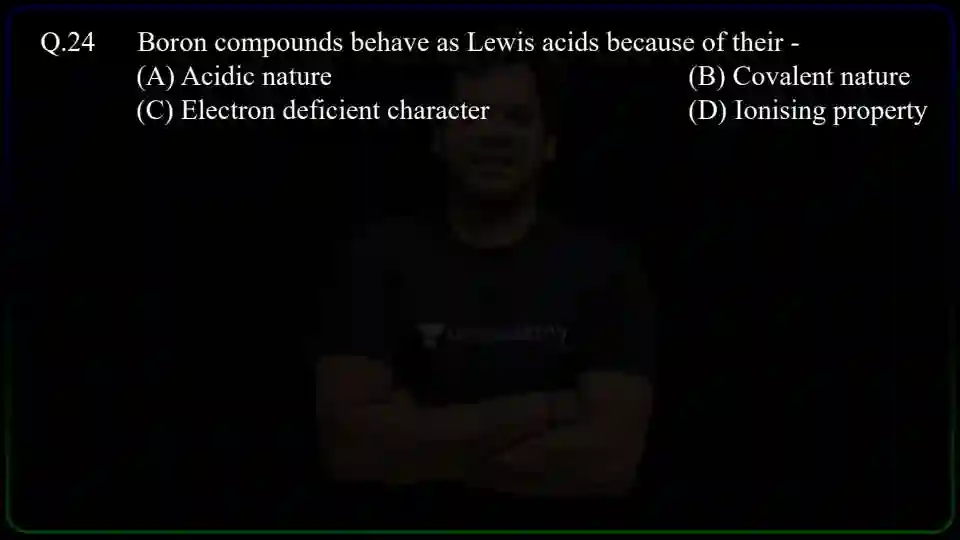 Q.24 Boron compounds behave as Lewis acids because of their -
(A) Acidic nature (B) Covalent nature
(C) Electron deficient character (D) Ionising property